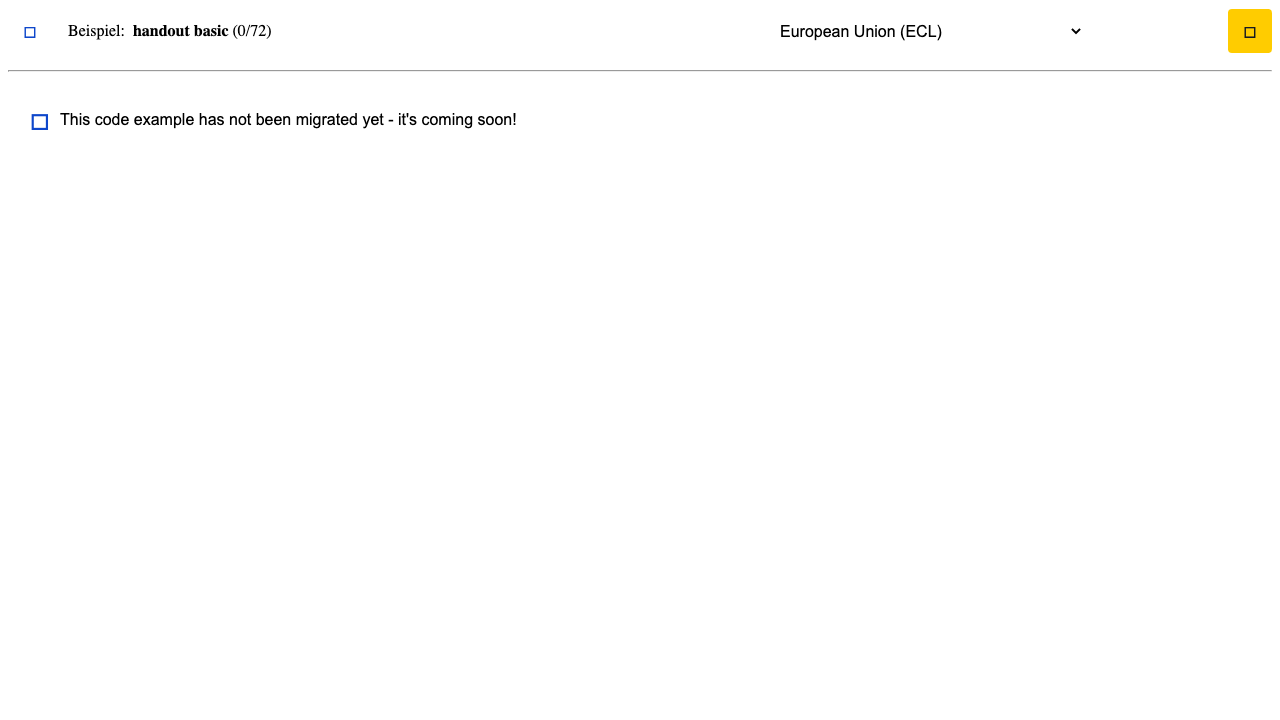 Beispiel: handout basic (0/72)
European Union (ECL)
This code example has not been migrated yet - it's coming soon!